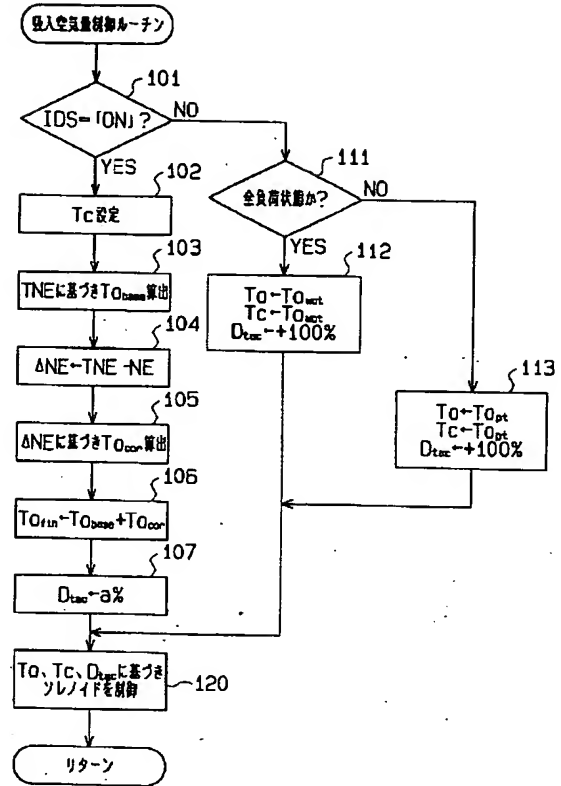 吸入空気量制御ルーチン
101
IDS=「ON」?
NO
YES
102
Tc設定
103
TNEに基づきTobase算出
104
ΔNE←TNE-NE
105
ΔNEに基づきTocor算出
106
Tofin←Tobase+Tocor
107
Dtac←a%
111
全負荷状態か?
NO
YES
112
To←Towot
Tc←Towot
Dtac←+100%
113
To←Topt
Tc←Topt
Dtac←+100%
To、Tc、Dtacに基づき
ソレノイドを制御
120
リターン